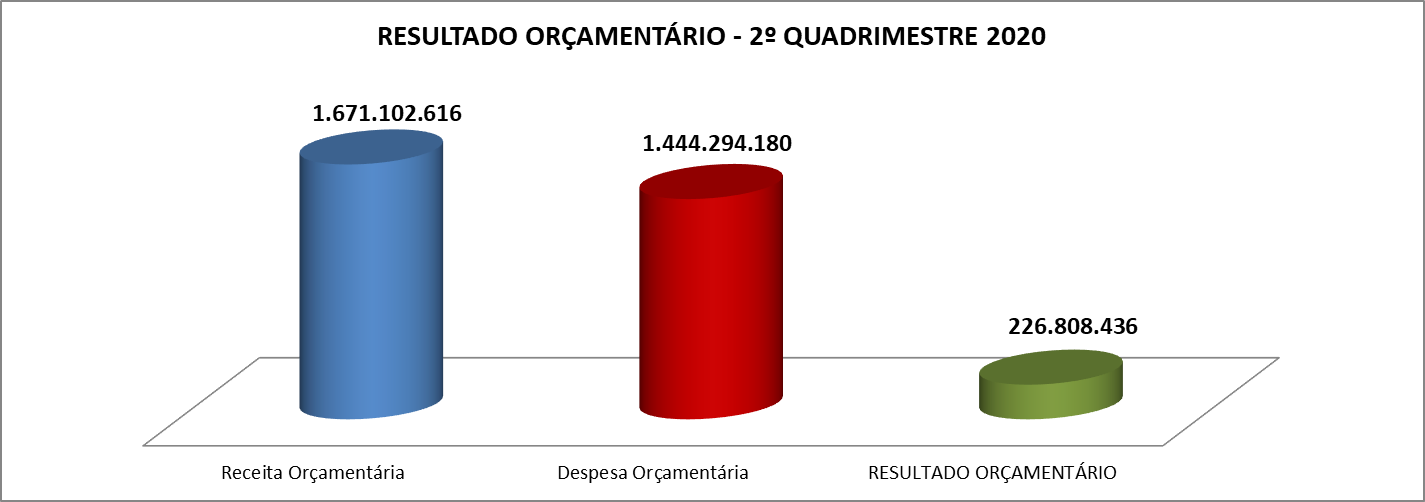 RESULTADO ORÇAMENTÁRIO - 2º QUADRIMESTRE 2020
1.671.102.616
1.444.294.180
226.808.436
Receita Orçamentária
Despesa Orçamentária
RESULTADO ORÇAMENTÁRIO